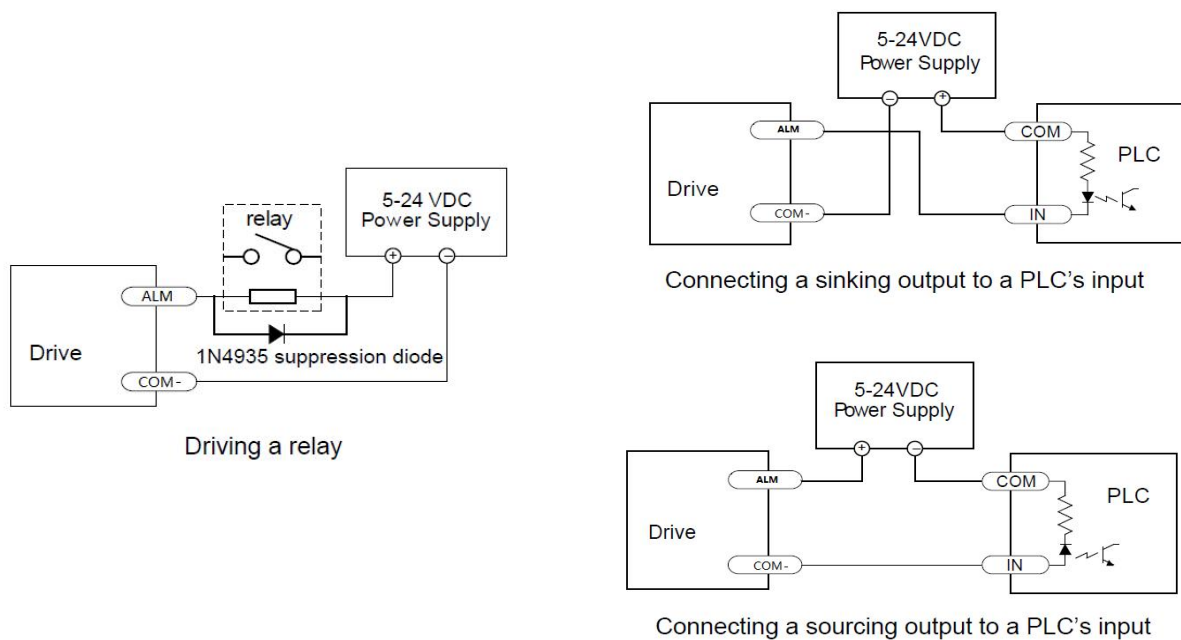 5-24 VDC
Power Supply
+
−
relay
ALM
Drive
1N4935 suppression diode
COM-
Driving a relay
5-24VDC
Power Supply
−
+
ALM
COM
PLC
Drive
COM-
IN
Connecting a sinking output to a PLC's input
5-24VDC
Power Supply
+
−
ALM
COM
PLC
Drive
COM-
IN
Connecting a sourcing output to a PLC's input